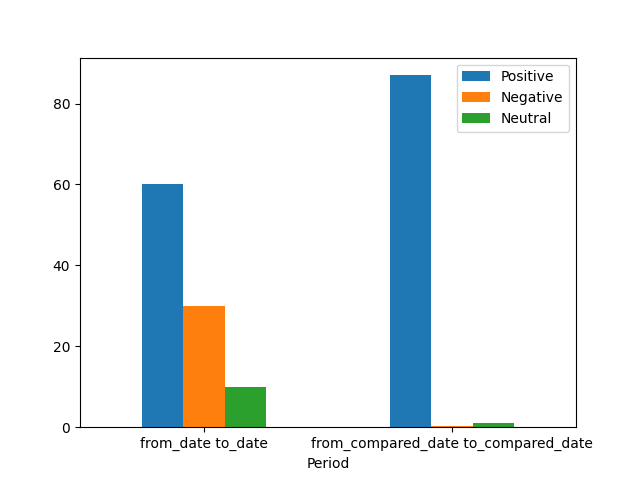 Positive
Negative
Neutral
80
60
40
20
0
from_date to_date
from_compared_date to_compared_date
Period